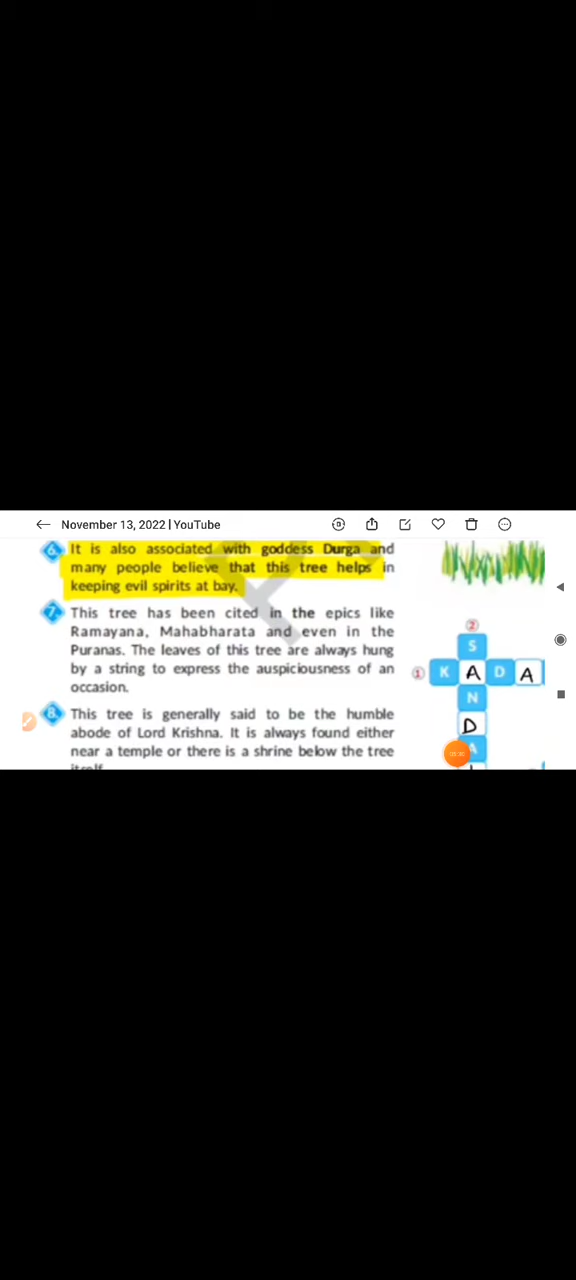 November 13, 2022 | YouTube
6. It is also associated with goddess Durga and
many people believe that this tree helps in
keeping evil spirits at bay.
7. This tree has been cited in the epics like
Ramayana, Mahabharata and even in the
Puranas. The leaves of this tree are always hung
by a string to express the auspiciousness of an
occasion.
8. This tree is generally said to be the humble
abode of Lord Krishna. It is always found either
near a temple or there is a shrine below the tree
itself
2
S
1 K A D A
N
D
A